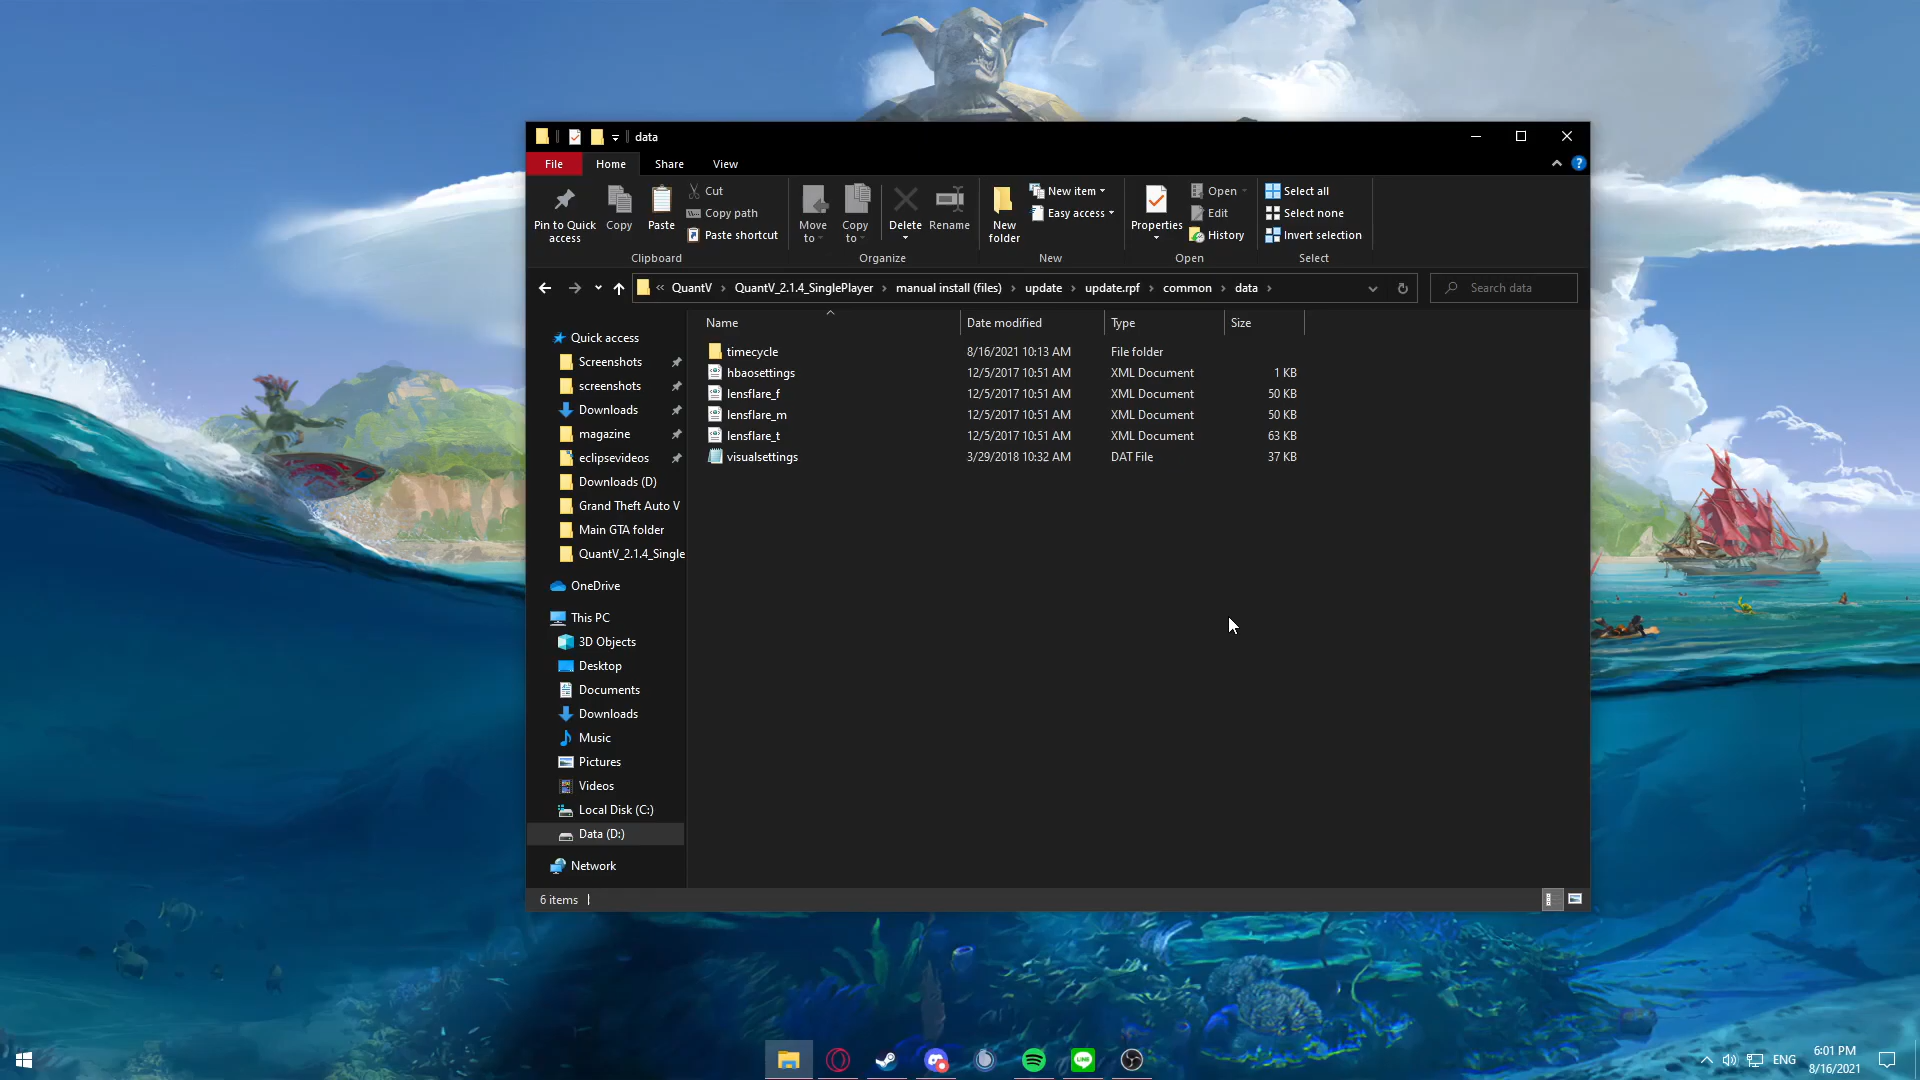 data
File Home Share View
Pin to Quick access
Copy
Paste
Cut
Copy path
Paste shortcut
Clipboard
Move to
Copy to
Delete
Rename
Organize
New folder
New item
Easy access
New
Properties
Open
Edit
History
Open
Select all
Select none
Invert selection
Select
« QuantV › QuantV_2.1.4_SinglePlayer › manual install (files) › update › update.rpf › common › data ›
Search data
Quick access
Screenshots
screenshots
Downloads
magazine
eclipsevideos
Downloads (D)
Grand Theft Auto V
Main GTA folder
QuantV_2.1.4_Single
OneDrive
This PC
3D Objects
Desktop
Documents
Downloads
Music
Pictures
Videos
Local Disk (C:)
Data (D:)
Network
Name Date modified Type Size
timecycle 8/16/2021 10:13 AM File folder
hbaosettings 12/5/2017 10:51 AM XML Document 1 KB
lensflare_f 12/5/2017 10:51 AM XML Document 50 KB
lensflare_m 12/5/2017 10:51 AM XML Document 50 KB
lensflare_t 12/5/2017 10:51 AM XML Document 63 KB
visualsettings 3/29/2018 10:32 AM DAT File 37 KB
6 items
LINE
ENG
6:01 PM
8/16/2021